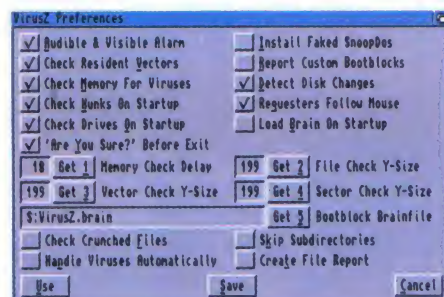 VirusZ Preferences
Audible & Visible Alarm
Install Faked SnoopDos
Check Resident Vectors
Report Custom Bootblocks
Check Memory For Viruses
Detect Disk Changes
Check Hunks On Startup
Requesters Follow Mouse
Check Drives On Startup
Load Brain On Startup
'Are You Sure?' Before Exit
10 Get 1 Memory Check Delay
199 Get 2 File Check Y-Size
199 Get 3 Vector Check Y-Size
199 Get 4 Sector Check Y-Size
S:VirusZ.brain
Get 5 Bootblock Brainfile
Check Crunched Files
Skip Subdirectories
Handle Viruses Automatically
Create File Report
Use
Save
Cancel